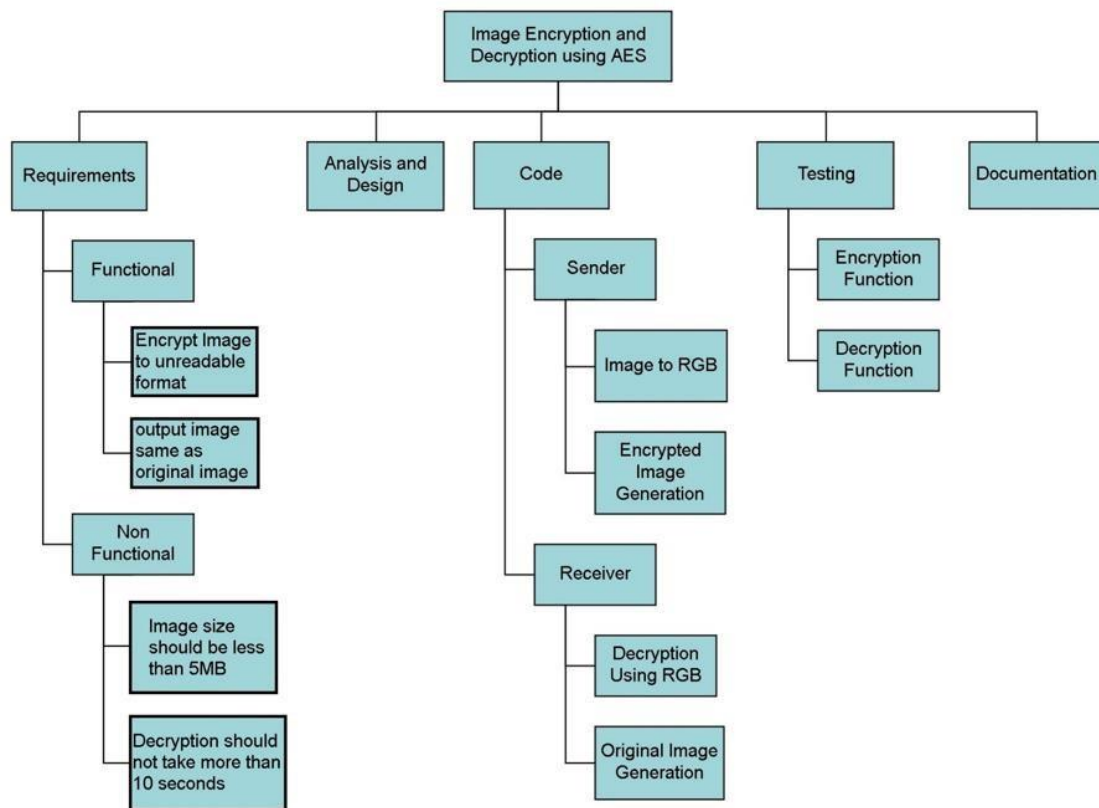 Image Encryption and
Decryption using AES
Requirements
Analysis and
Design
Code
Testing
Documentation
Functional
Encrypt Image
to unreadable
format
output image
same as
original image
Non
Functional
Image size
should be less
than 5MB
Decryption should
not take more than
10 seconds
Sender
Image to RGB
Encrypted
Image
Generation
Receiver
Decryption
Using RGB
Original Image
Generation
Encryption
Function
Decryption
Function